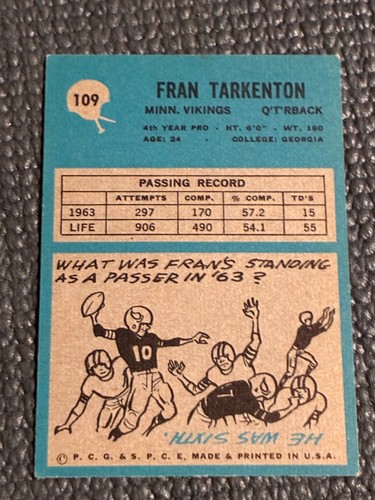 109
FRAN TARKENTON
MINN. VIKINGS Q'T'RBACK
4th YEAR PRO - HT. 6'0" - WT. 190
AGE: 24 - COLLEGE: GEORGIA
PASSING RECORD
ATTEMPTS COMP. % COMP. TD'S
1963 297 170 57.2 15
LIFE 906 490 54.1 55
WHAT WAS FRAN'S STANDING
AS A PASSER IN '63?
10
HE WAS SIXTH.
© P. C. G. & S. P. C. E. MADE & PRINTED IN U.S.A.